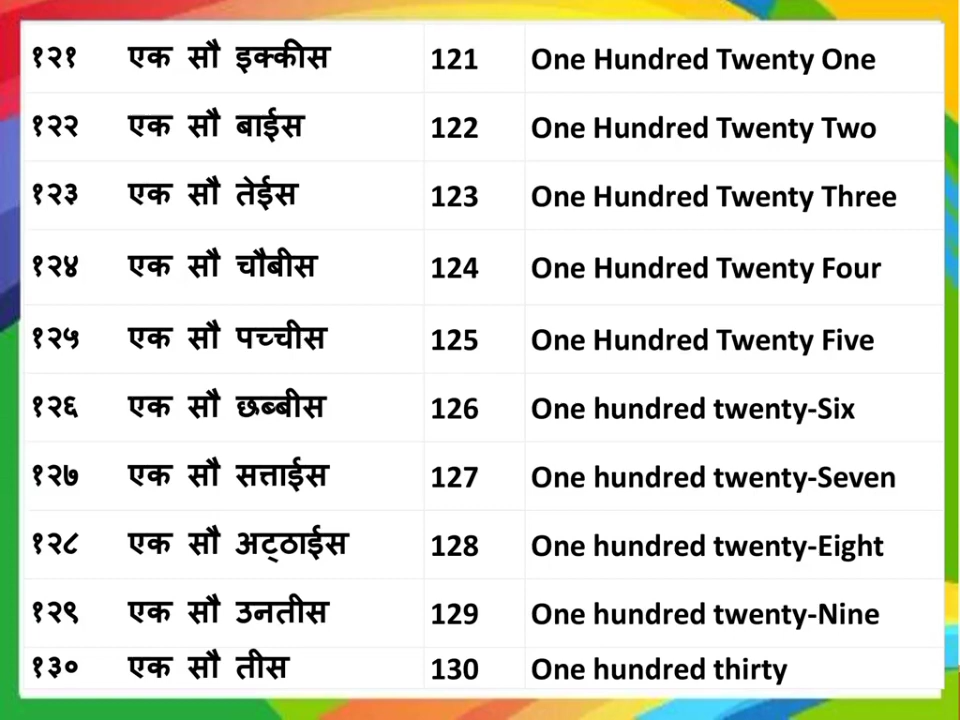 १२१ एक सौ इक्कीस 121 One Hundred Twenty One
१२२ एक सौ बाईस 122 One Hundred Twenty Two
१२३ एक सौ तेईस 123 One Hundred Twenty Three
१२४ एक सौ चौबीस 124 One Hundred Twenty Four
१२५ एक सौ पच्चीस 125 One Hundred Twenty Five
१२६ एक सौ छब्बीस 126 One hundred twenty-Six
१२७ एक सौ सत्ताईस 127 One hundred twenty-Seven
१२८ एक सौ अट्ठाईस 128 One hundred twenty-Eight
१२९ एक सौ उनतीस 129 One hundred twenty-Nine
१३० एक सौ तीस 130 One hundred thirty